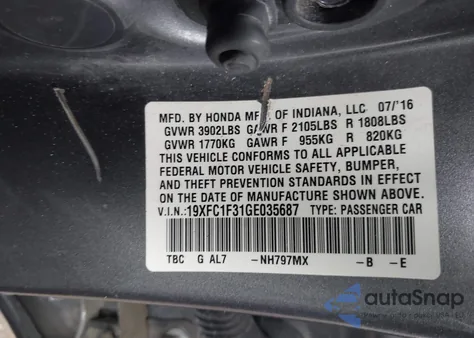 MFD. BY HONDA MFG. OF INDIANA, LLC 07/'16
GVWR 3902LBS GAWR F 2105LBS R 1808LBS
GVWR 1770KG GAWR F 955KG R 820KG
THIS VEHICLE CONFORMS TO ALL APPLICABLE
FEDERAL MOTOR VEHICLE SAFETY, BUMPER,
AND THEFT PREVENTION STANDARDS IN EFFECT
ON THE DATE OF MANUFACTURE SHOWN ABOVE.
V.I.N.:19XFC1F31GE035687 TYPE: PASSENGER CAR
TBC G AL7 -NH797MX -B -E
autoSnap